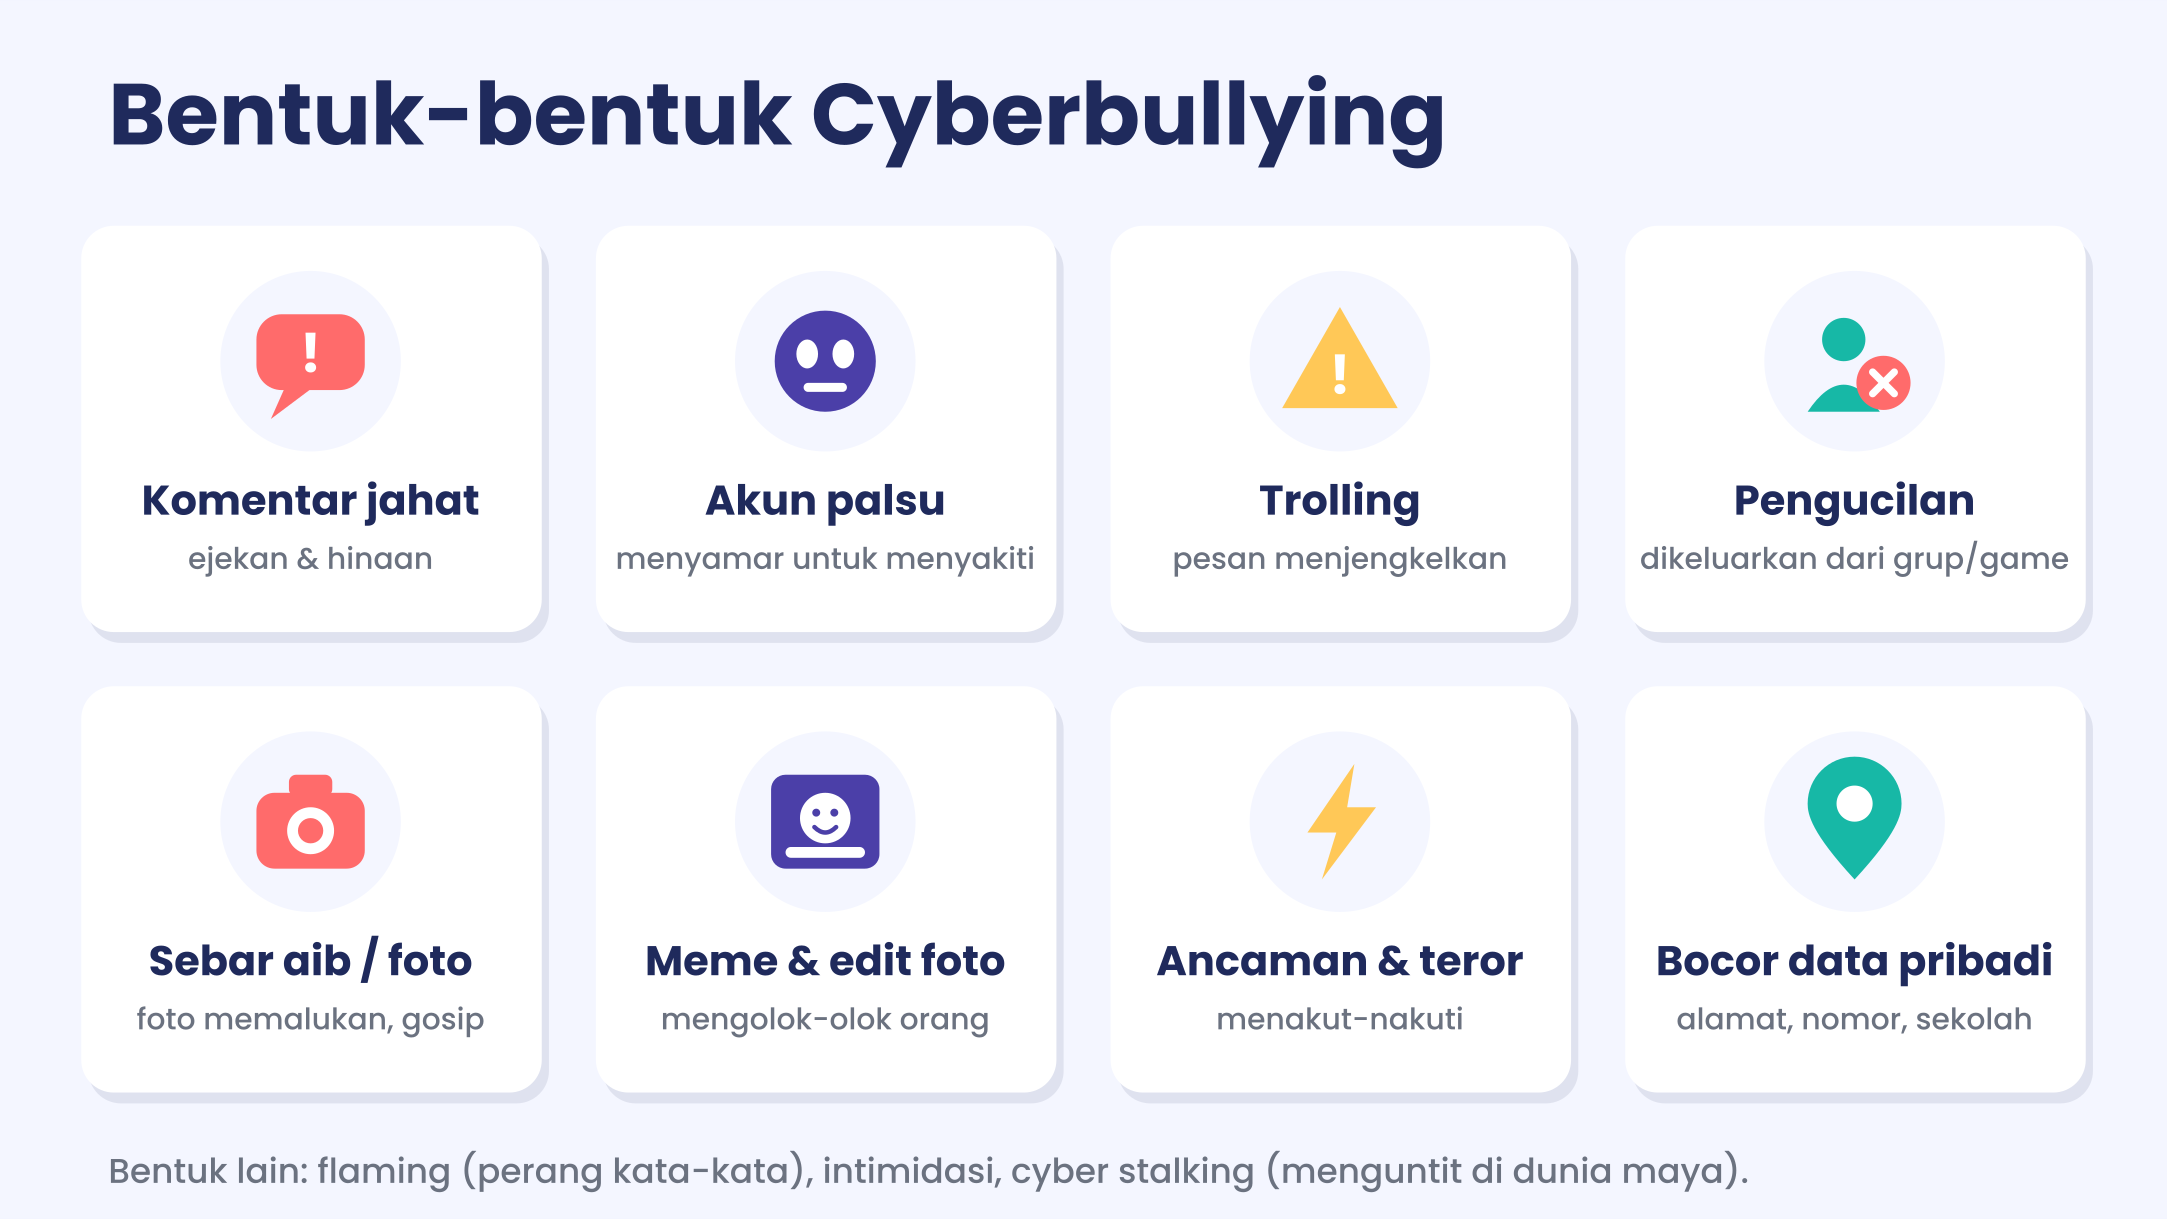 Bentuk-bentuk Cyberbullying
!
Komentar jahat
ejekan & hinaan
Akun palsu
menyamar untuk menyakiti
!
Trolling
pesan menjengkelkan
Pengucilan
dikeluarkan dari grup/game
Sebar aib / foto
foto memalukan, gosip
Meme & edit foto
mengolok-olok orang
Ancaman & teror
menakut-nakuti
Bocor data pribadi
alamat, nomor, sekolah
Bentuk lain: flaming (perang kata-kata), intimidasi, cyber stalking (menguntit di dunia maya).